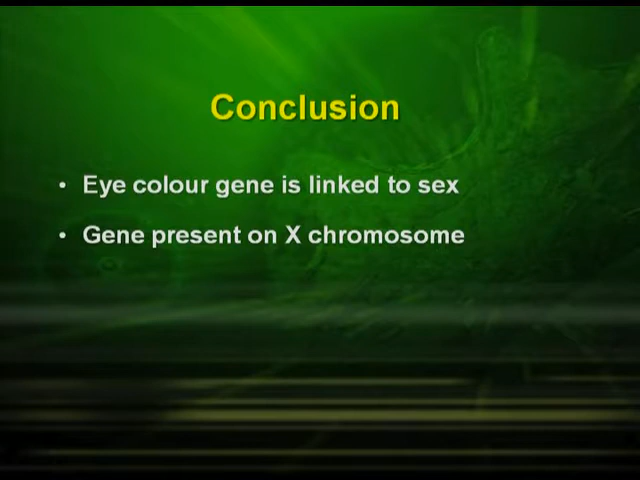 Conclusion
• Eye colour gene is linked to sex
• Gene present on X chromosome